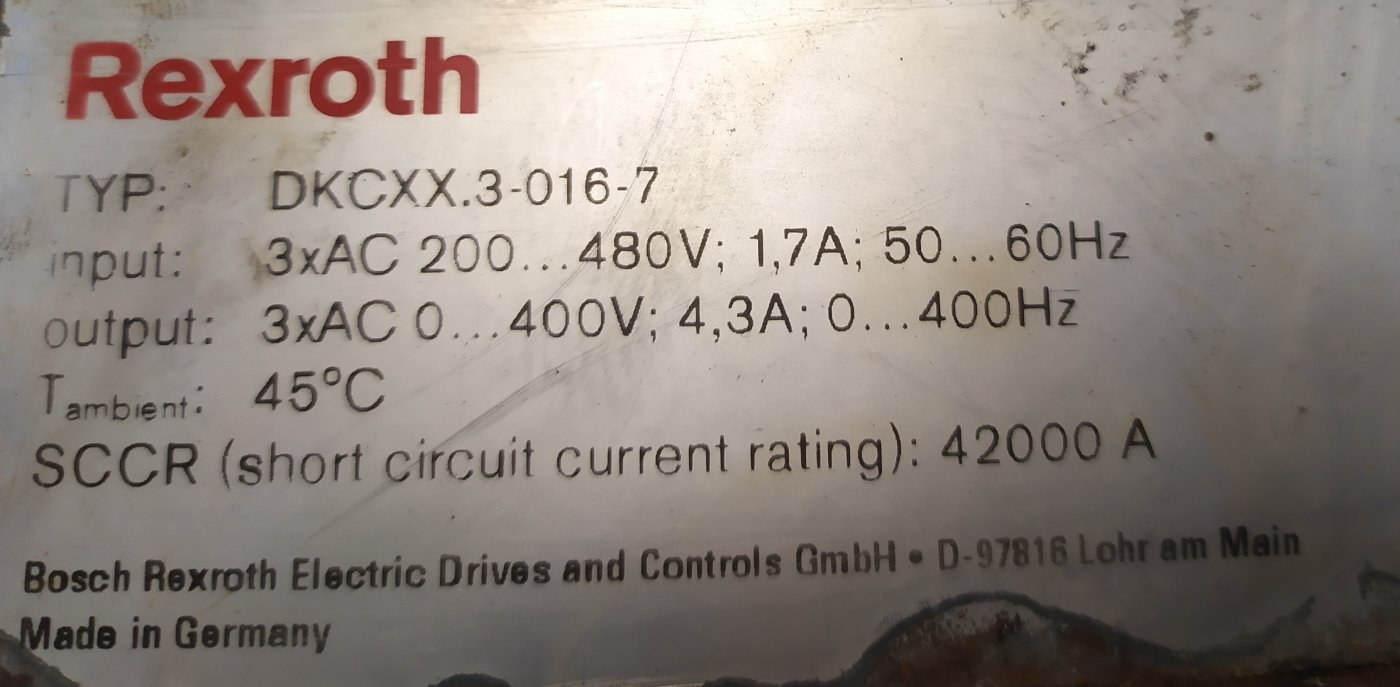 Rexroth
TYP: DKCXX.3-016-7
input: 3xAC 200...480V; 1,7A; 50...60Hz
output: 3xAC 0...400V; 4,3A; 0...400Hz
Tambient: 45°C
SCCR (short circuit current rating): 42000 A
Bosch Rexroth Electric Drives and Controls GmbH • D-97816 Lohr am Main
Made in Germany